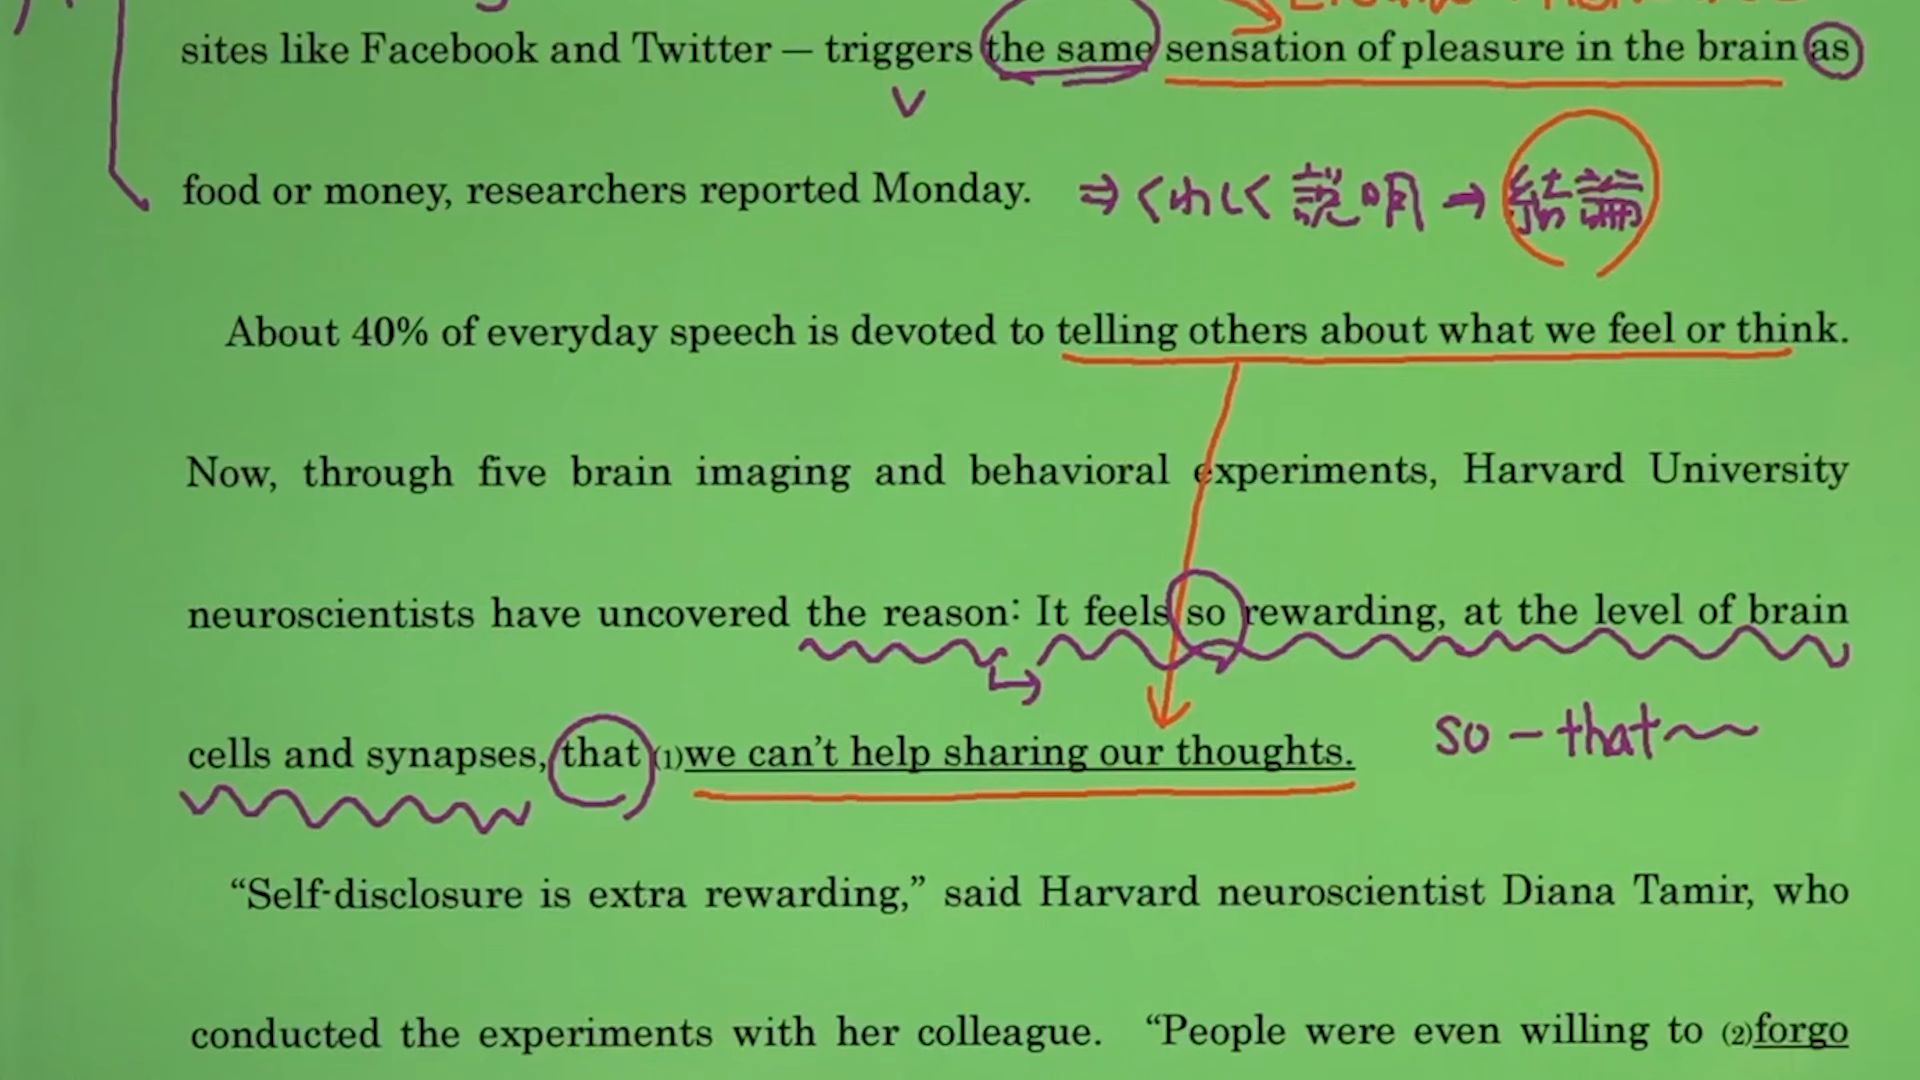 sites like Facebook and Twitter — triggers the same sensation of pleasure in the brain as
V
food or money, researchers reported Monday. ⇒くわしく説明→結論
About 40% of everyday speech is devoted to telling others about what we feel or think.
Now, through five brain imaging and behavioral experiments, Harvard University
neuroscientists have uncovered the reason: It feels so rewarding, at the level of brain
cells and synapses, that (1)we can't help sharing our thoughts. so – that～～
“Self-disclosure is extra rewarding,” said Harvard neuroscientist Diana Tamir, who
conducted the experiments with her colleague. “People were even willing to (2)forgo